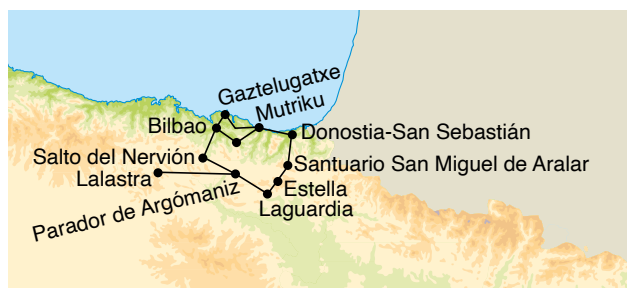 Gaztelugatxe
Mutriku
Bilbao
Donostia-San Sebastián
Salto del Nervión
Santuario San Miguel de Aralar
Lalastra
Estella
Parador de Argómaniz
Laguardia